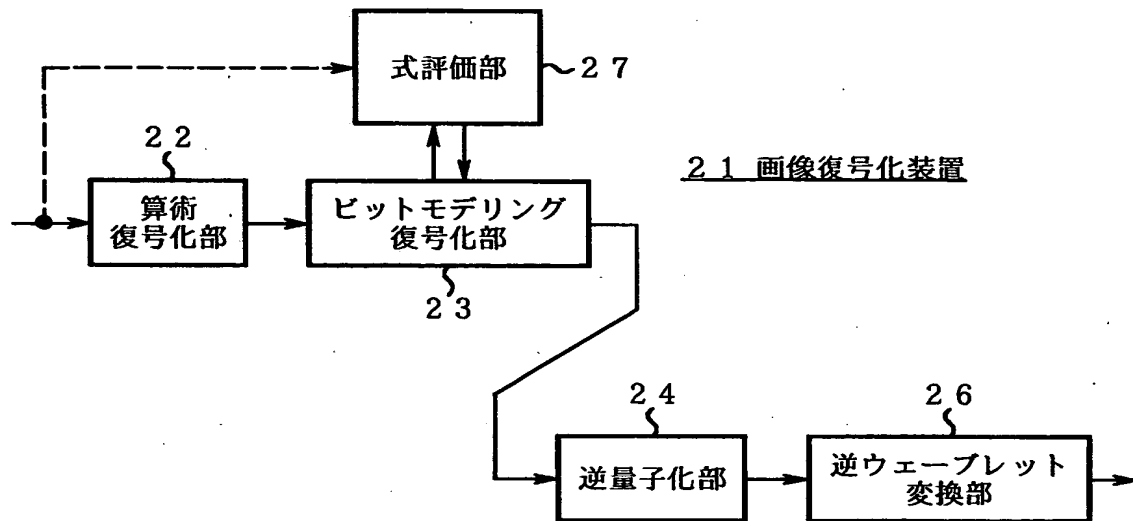 式評価部
27
22
21 画像復号化装置
算術
復号化部
ビットモデリング
復号化部
23
24
26
逆量子化部
逆ウェーブレット
変換部